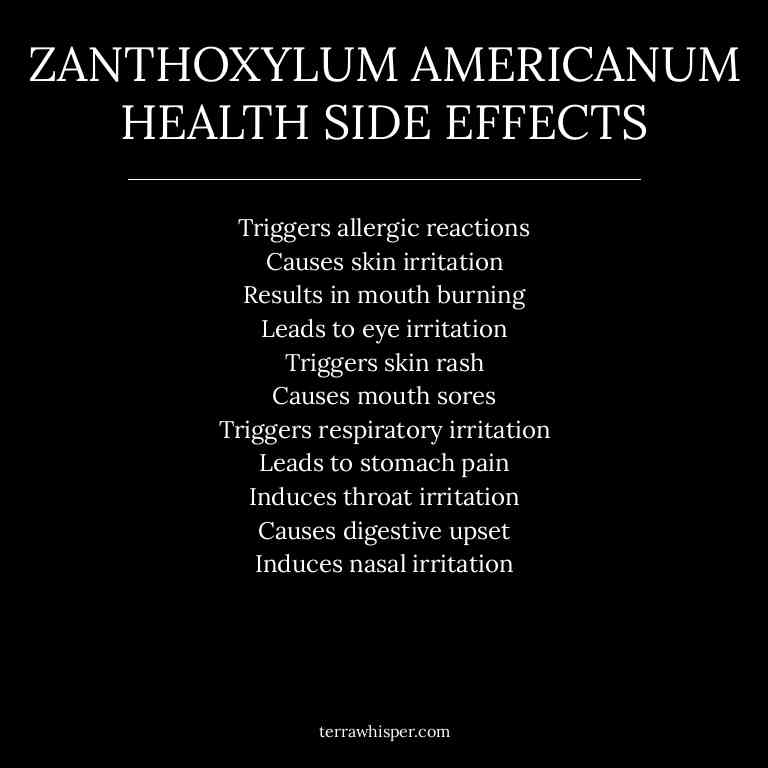 ZANTHOXYLUM AMERICANUM
HEALTH SIDE EFFECTS
Triggers allergic reactions
Causes skin irritation
Results in mouth burning
Leads to eye irritation
Triggers skin rash
Causes mouth sores
Triggers respiratory irritation
Leads to stomach pain
Induces throat irritation
Causes digestive upset
Induces nasal irritation
terrawhisper.com